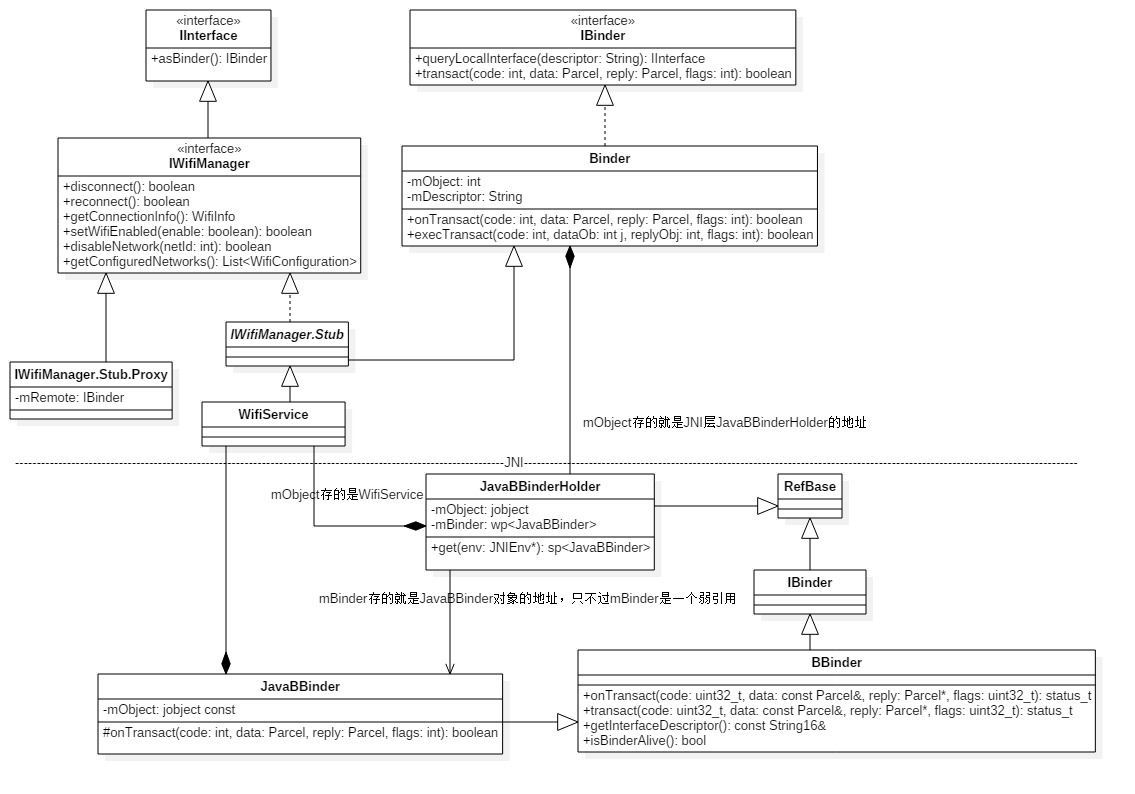 «interface»
IInterface
+asBinder(): IBinder
«interface»
IBinder
+queryLocalInterface(descriptor: String): IInterface
+transact(code: int, data: Parcel, reply: Parcel, flags: int): boolean
«interface»
IWifiManager
+disconnect(): boolean
+reconnect(): boolean
+getConnectionInfo(): WifiInfo
+setWifiEnabled(enable: boolean): boolean
+disableNetwork(netId: int): boolean
+getConfiguredNetworks(): List<WifiConfiguration>
Binder
-mObject: int
-mDescriptor: String
+onTransact(code: int, data: Parcel, reply: Parcel, flags: int): boolean
+execTransact(code: int, dataOb: int j, replyObj: int, flags: int): boolean
IWifiManager.Stub
IWifiManager.Stub.Proxy
-mRemote: IBinder
WifiService
mObject存的就是JNI层JavaBBinderHolder的地址
JNI
mObject存的是WifiService
JavaBBinderHolder
-mObject: jobject
-mBinder: wp<JavaBBinder>
+get(env: JNIEnv*): sp<JavaBBinder>
RefBase
IBinder
mBinder存的就是JavaBBinder对象的地址，只不过mBinder是一个弱引用
BBinder
+onTransact(code: uint32_t, data: const Parcel&, reply: Parcel*, flags: uint32_t): status_t
+transact(code: uint32_t, data: const Parcel&, reply: Parcel*, flags: uint32_t): status_t
+getInterfaceDescriptor(): const String16&
+isBinderAlive(): bool
JavaBBinder
-mObject: jobject const
#onTransact(code: int, data: Parcel, reply: Parcel, flags: int): boolean